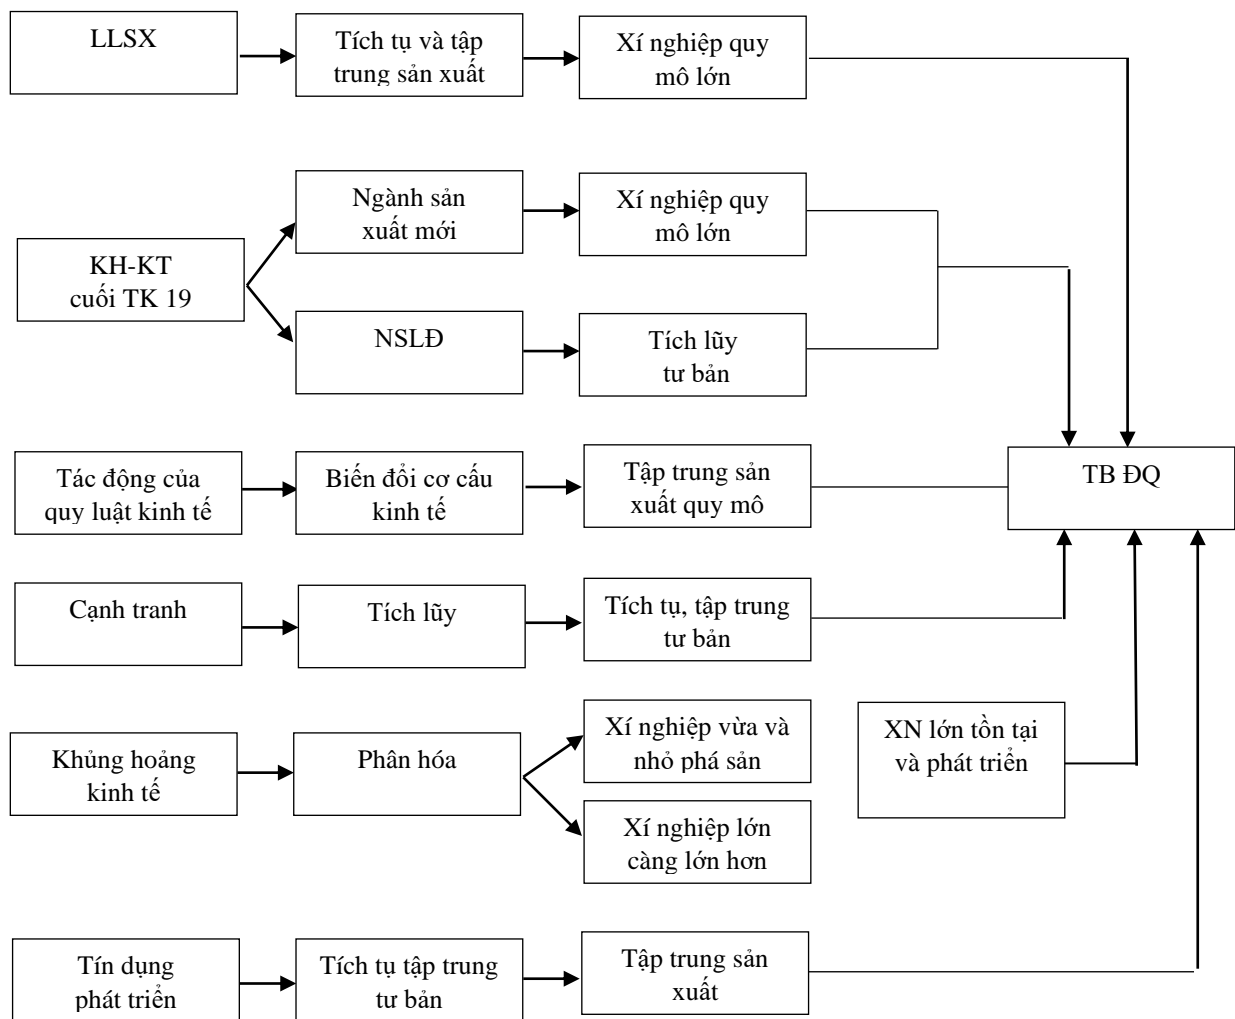 LLSX
Tích tụ và tập
trung sản xuất
Xí nghiệp quy
mô lớn
Ngành sản
xuất mới
Xí nghiệp quy
mô lớn
KH-KT
cuối TK 19
NSLĐ
Tích lũy
tư bản
Tác động của
quy luật kinh tế
Biến đổi cơ cấu
kinh tế
Tập trung sản
xuất quy mô
TB ĐQ
Cạnh tranh
Tích lũy
Tích tụ, tập trung
tư bản
Khủng hoảng
kinh tế
Phân hóa
Xí nghiệp vừa và
nhỏ phá sản
Xí nghiệp lớn
càng lớn hơn
XN lớn tồn tại
và phát triển
Tín dụng
phát triển
Tích tụ tập trung
tư bản
Tập trung sản
xuất